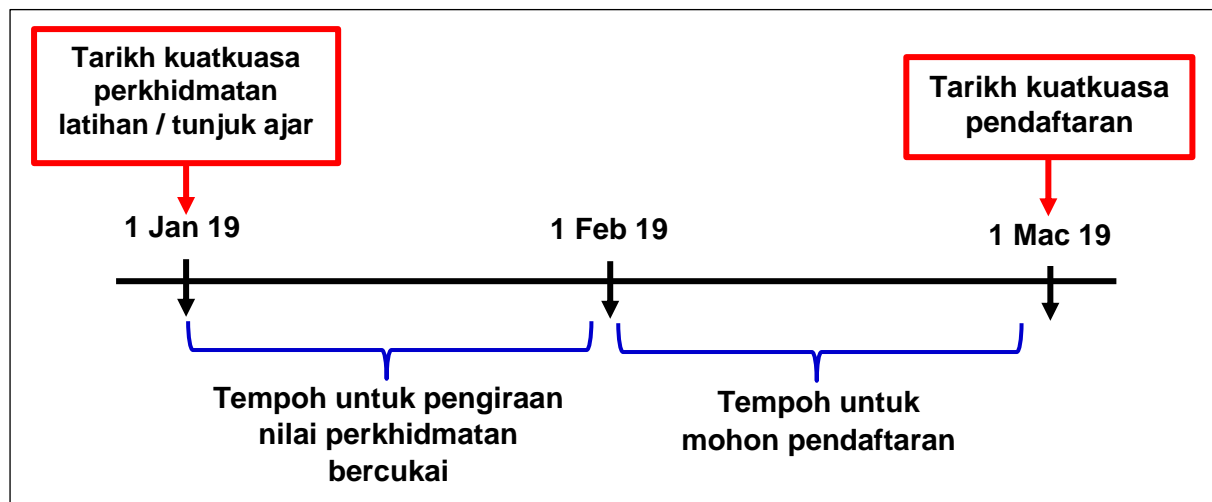 Tarikh kuatkuasa
perkhidmatan
latihan / tunjuk ajar
Tarikh kuatkuasa
pendaftaran
1 Jan 19
1 Feb 19
1 Mac 19
Tempoh untuk pengiraan
nilai perkhidmatan
bercukai
Tempoh untuk
mohon pendaftaran